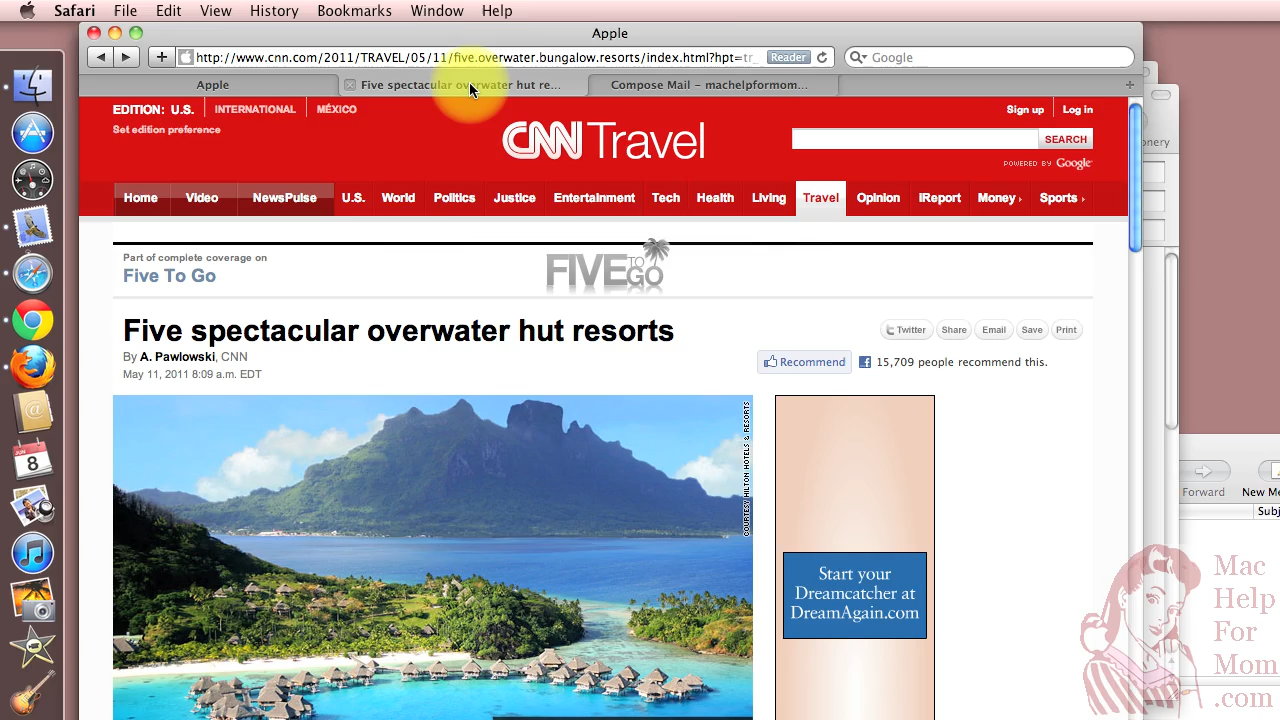 Safari File Edit View History Bookmarks Window Help
Apple
http://www.cnn.com/2011/TRAVEL/05/11/five.overwater.bungalow.resorts/index.html?hpt=tr_
Reader
Google
Apple
Five spectacular overwater hut re...
Compose Mail – machelpformom...
EDITION: U.S. INTERNATIONAL MÉXICO
Set edition preference
CNN Travel
Sign up Log in
SEARCH
POWERED BY Google
Home Video NewsPulse U.S. World Politics Justice Entertainment Tech Health Living Travel Opinion iReport Money Sports
Part of complete coverage on
Five To Go
FIVE TO GO
Five spectacular overwater hut resorts
By A. Pawlowski, CNN
May 11, 2011 8:09 a.m. EDT
Twitter Share Email Save Print
Recommend
15,709 people recommend this.
COURTESY HILTON HOTELS & RESORTS
Start your
Dreamcatcher at
DreamAgain.com
8
onery
Forward New Me
Subj
Mac
Help
For
Mom
.com